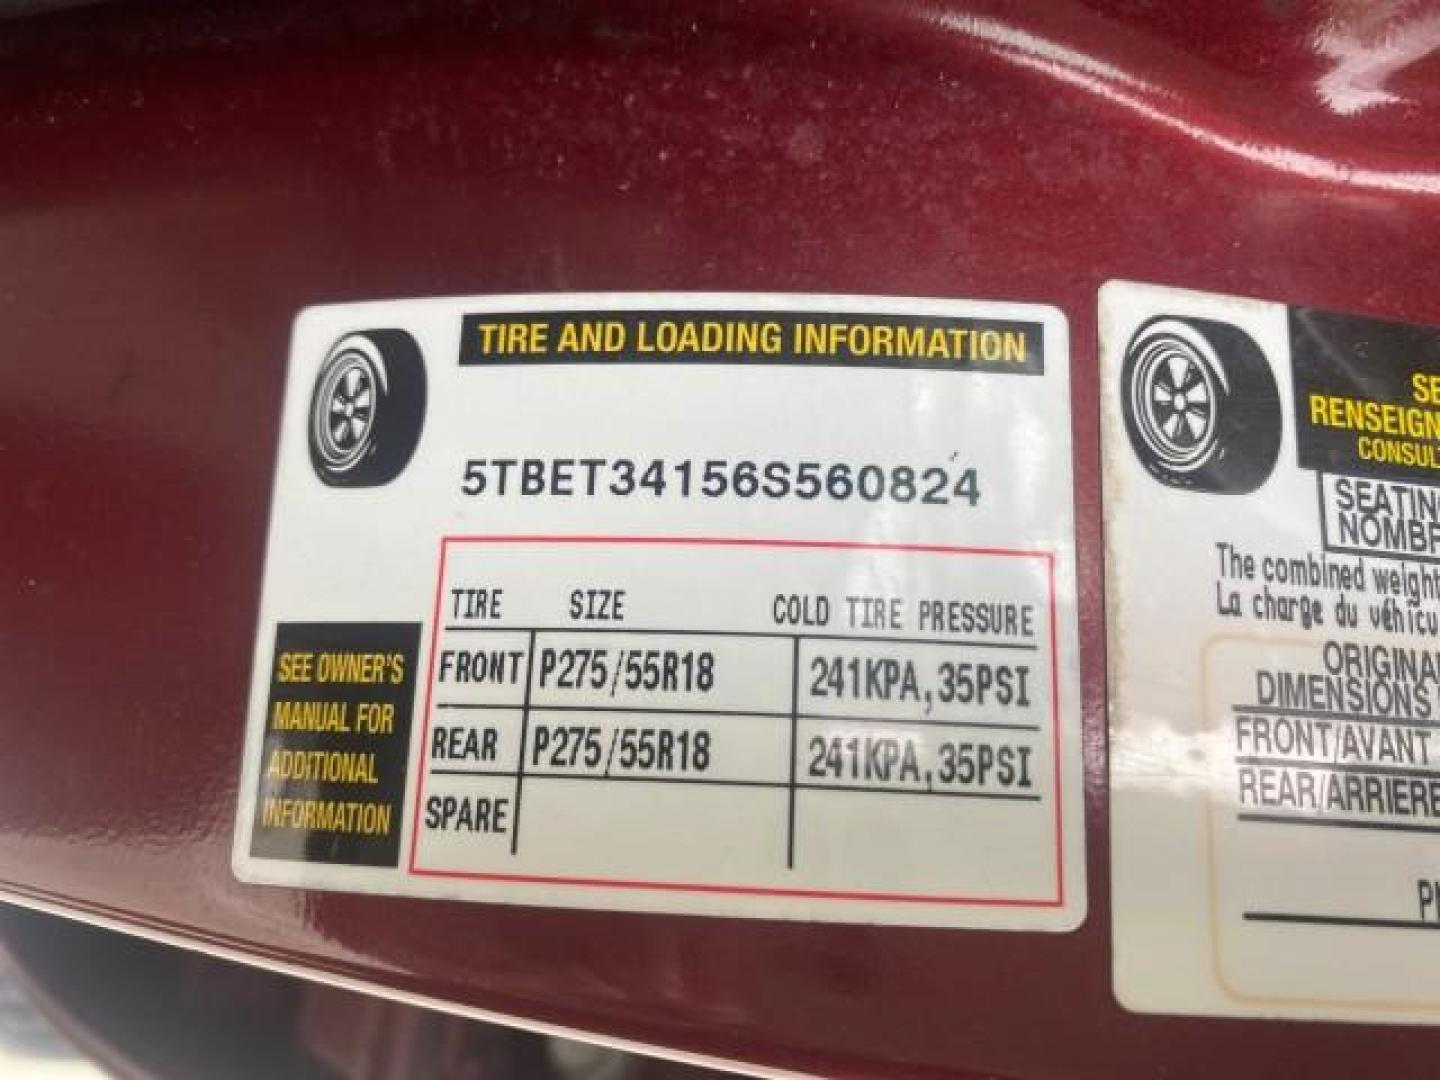 TIRE AND LOADING INFORMATION
5TBET34156S560824
TIRE SIZE COLD TIRE PRESSURE
FRONT P275/55R18 241KPA,35PSI
REAR P275/55R18 241KPA,35PSI
SPARE
SEE OWNER'S
MANUAL FOR
ADDITIONAL
INFORMATION
RENSEIGN
CONSUL
SEATIN
NOMBR
The combined weight
La charge du véhicu
ORIGINA
DIMENSIONS
FRONT/AVANT
REAR/ARRIERE